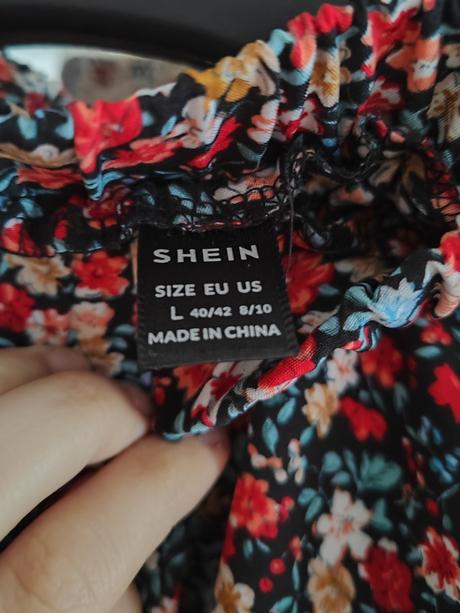 SHEIN
SIZE EU US
L 40/42 8/10
MADE IN CHINA